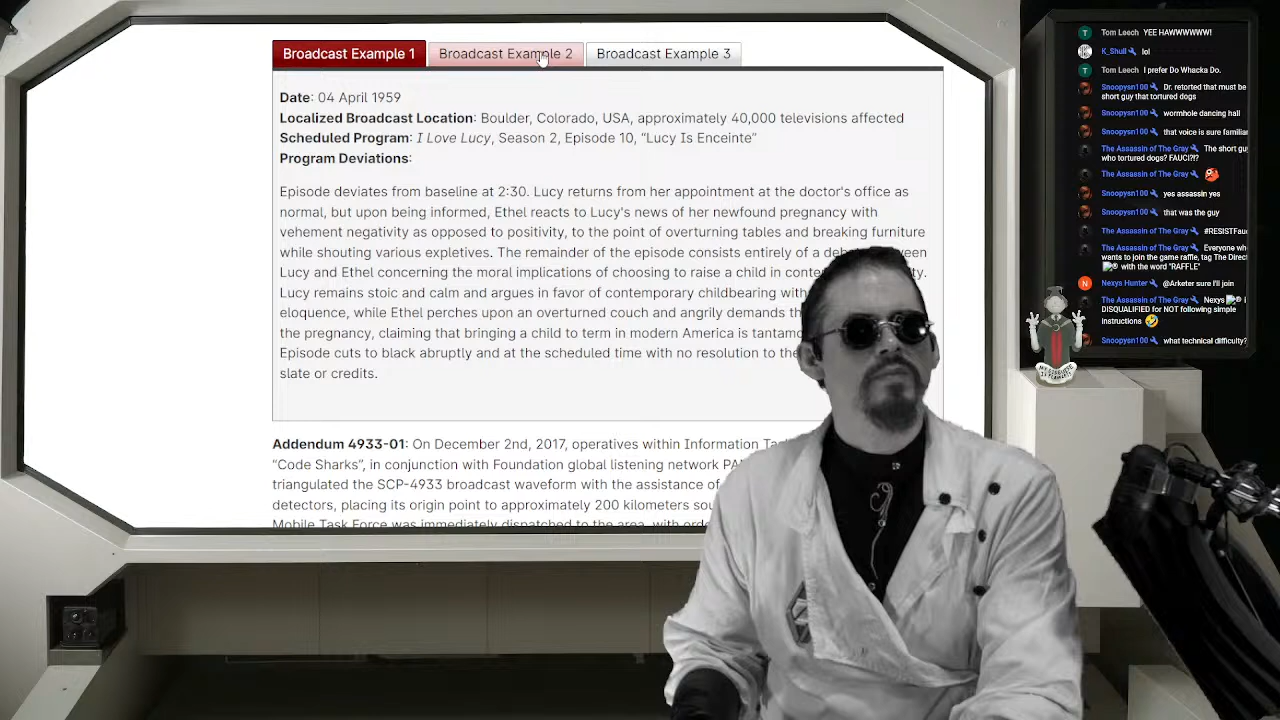 Broadcast Example 1
Broadcast Example 2
Broadcast Example 3
Date: 04 April 1959
Localized Broadcast Location: Boulder, Colorado, USA, approximately 40,000 televisions affected
Scheduled Program: I Love Lucy, Season 2, Episode 10, “Lucy Is Enceinte”
Program Deviations:
Episode deviates from baseline at 2:30. Lucy returns from her appointment at the doctor's office as
normal, but upon being informed, Ethel reacts to Lucy's news of her newfound pregnancy with
vehement negativity as opposed to positivity, to the point of overturning tables and breaking furniture
while shouting various expletives. The remainder of the episode consists entirely of a
Lucy and Ethel concerning the moral implications of choosing to raise a child in
Lucy remains stoic and calm and argues in favor of contemporary childbearing
eloquence, while Ethel perches upon an overturned couch and angrily demands
the pregnancy, claiming that bringing a child to term in modern America is
Episode cuts to black abruptly and at the scheduled time with no resolution to the
slate or credits.
Addendum 4933-01: On December 2nd, 2017, operatives within Information
“Code Sharks”, in conjunction with Foundation global listening network
triangulated the SCP-4933 broadcast waveform with the assistance of
detectors, placing its origin point to approximately 200 kilometers
Mobile Task Force was immediately dispatched to the area, with
T Tom Leech YEE HAWWWWWW!
K_Shull lol
T Tom Leech I prefer Do Whacka Do.
Snoopysn100 Dr. retorted that must be
short guy that tortured dogs
Snoopysn100 wormhole dancing hall
Snoopysn100 that voice is sure
The Assassin of The Gray The short
who tortured dogs? FAUCI?!?
The Assassin of The Gray
Snoopysn100 yes assassin yes
Snoopysn100 that was the guy
The Assassin of The Gray
The Assassin of The Gray Everyone
wants to join the game raffle, tag The
with the word "RAFFLE"
N Nexys Hunter @Arketer sure I'll join
The Assassin of The Gray Nexys
DISQUALIFIED for NOT following simple
instructions
Snoopysn100 what technical difficulty?